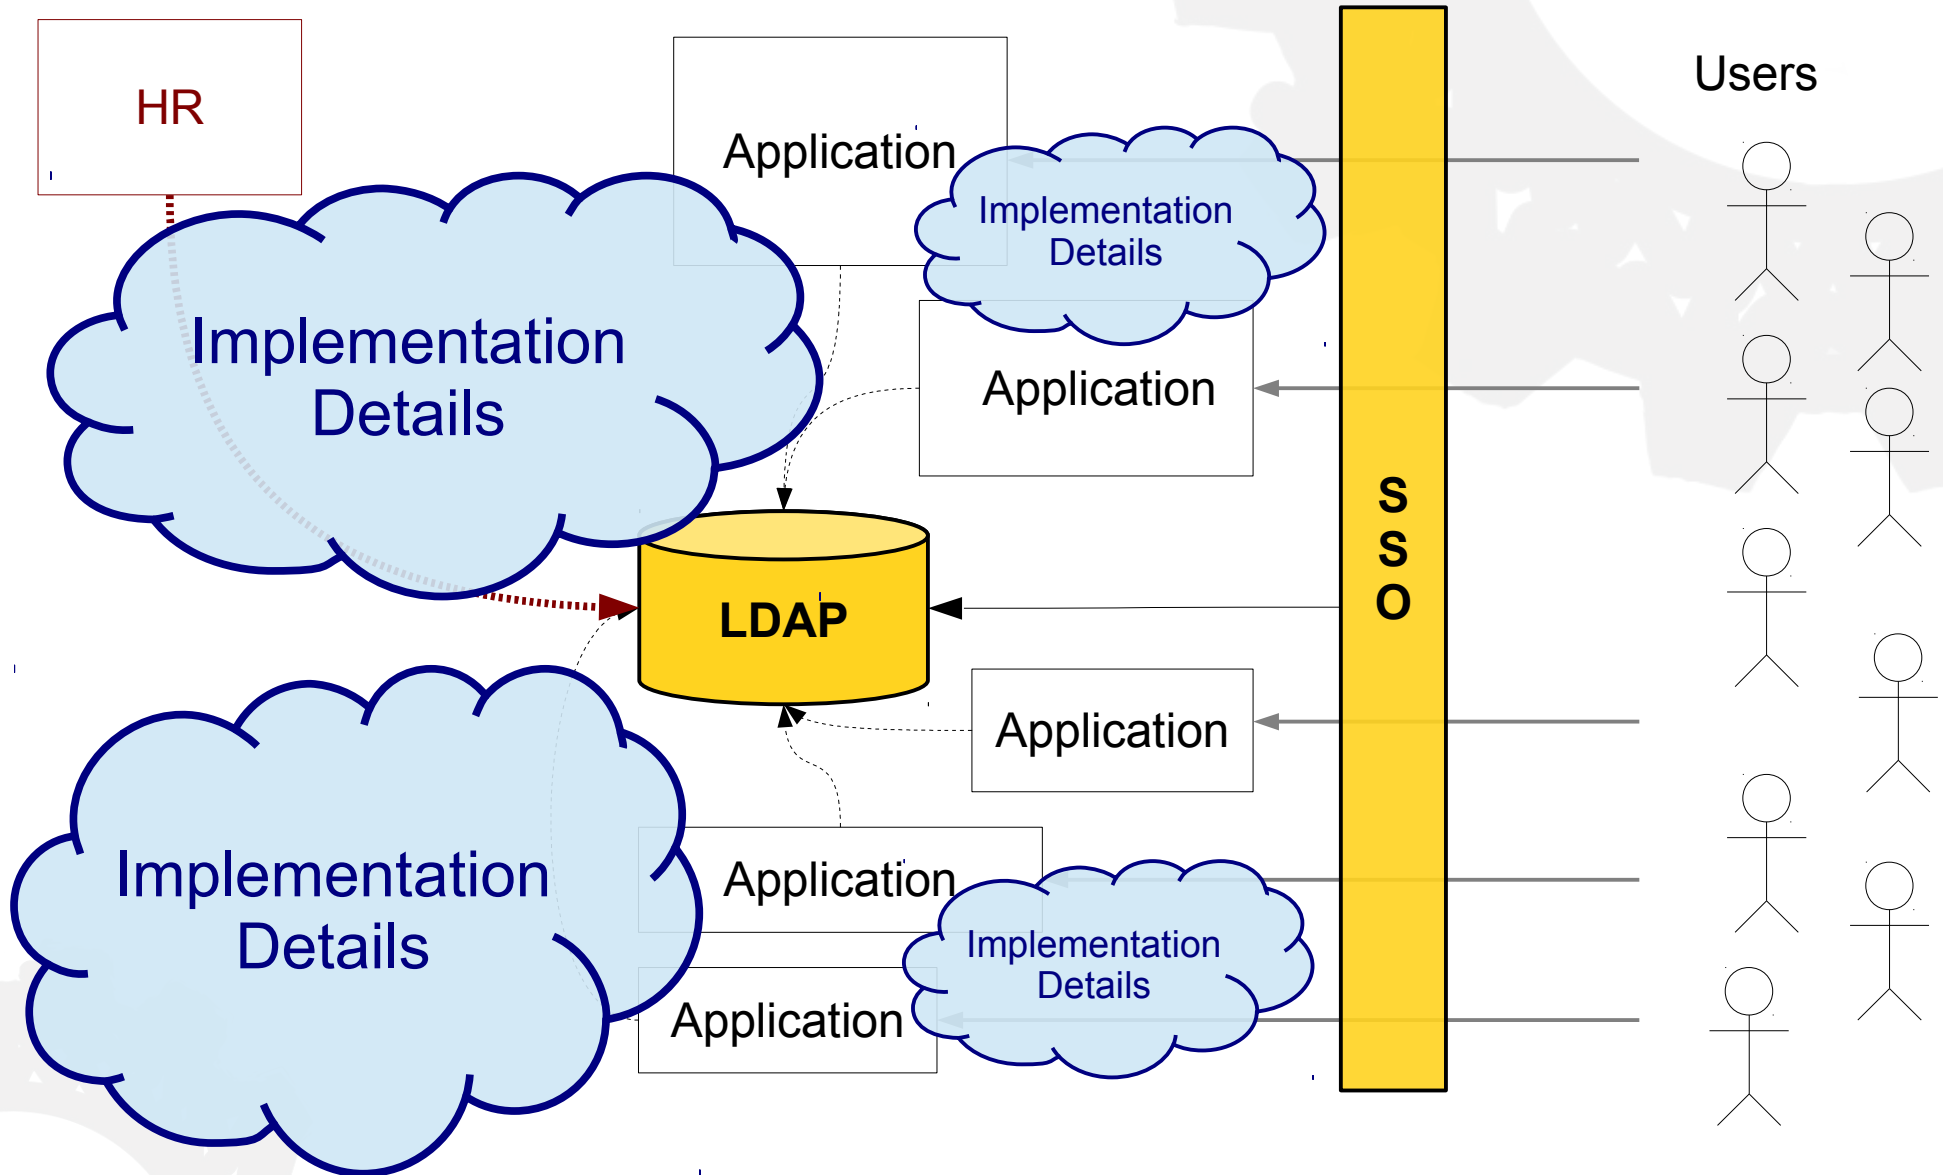 HR
Users
Application
Implementation
Details
Implementation
Details
Application
S
S
O
LDAP
Application
Implementation
Details
Application
Implementation
Details
Application